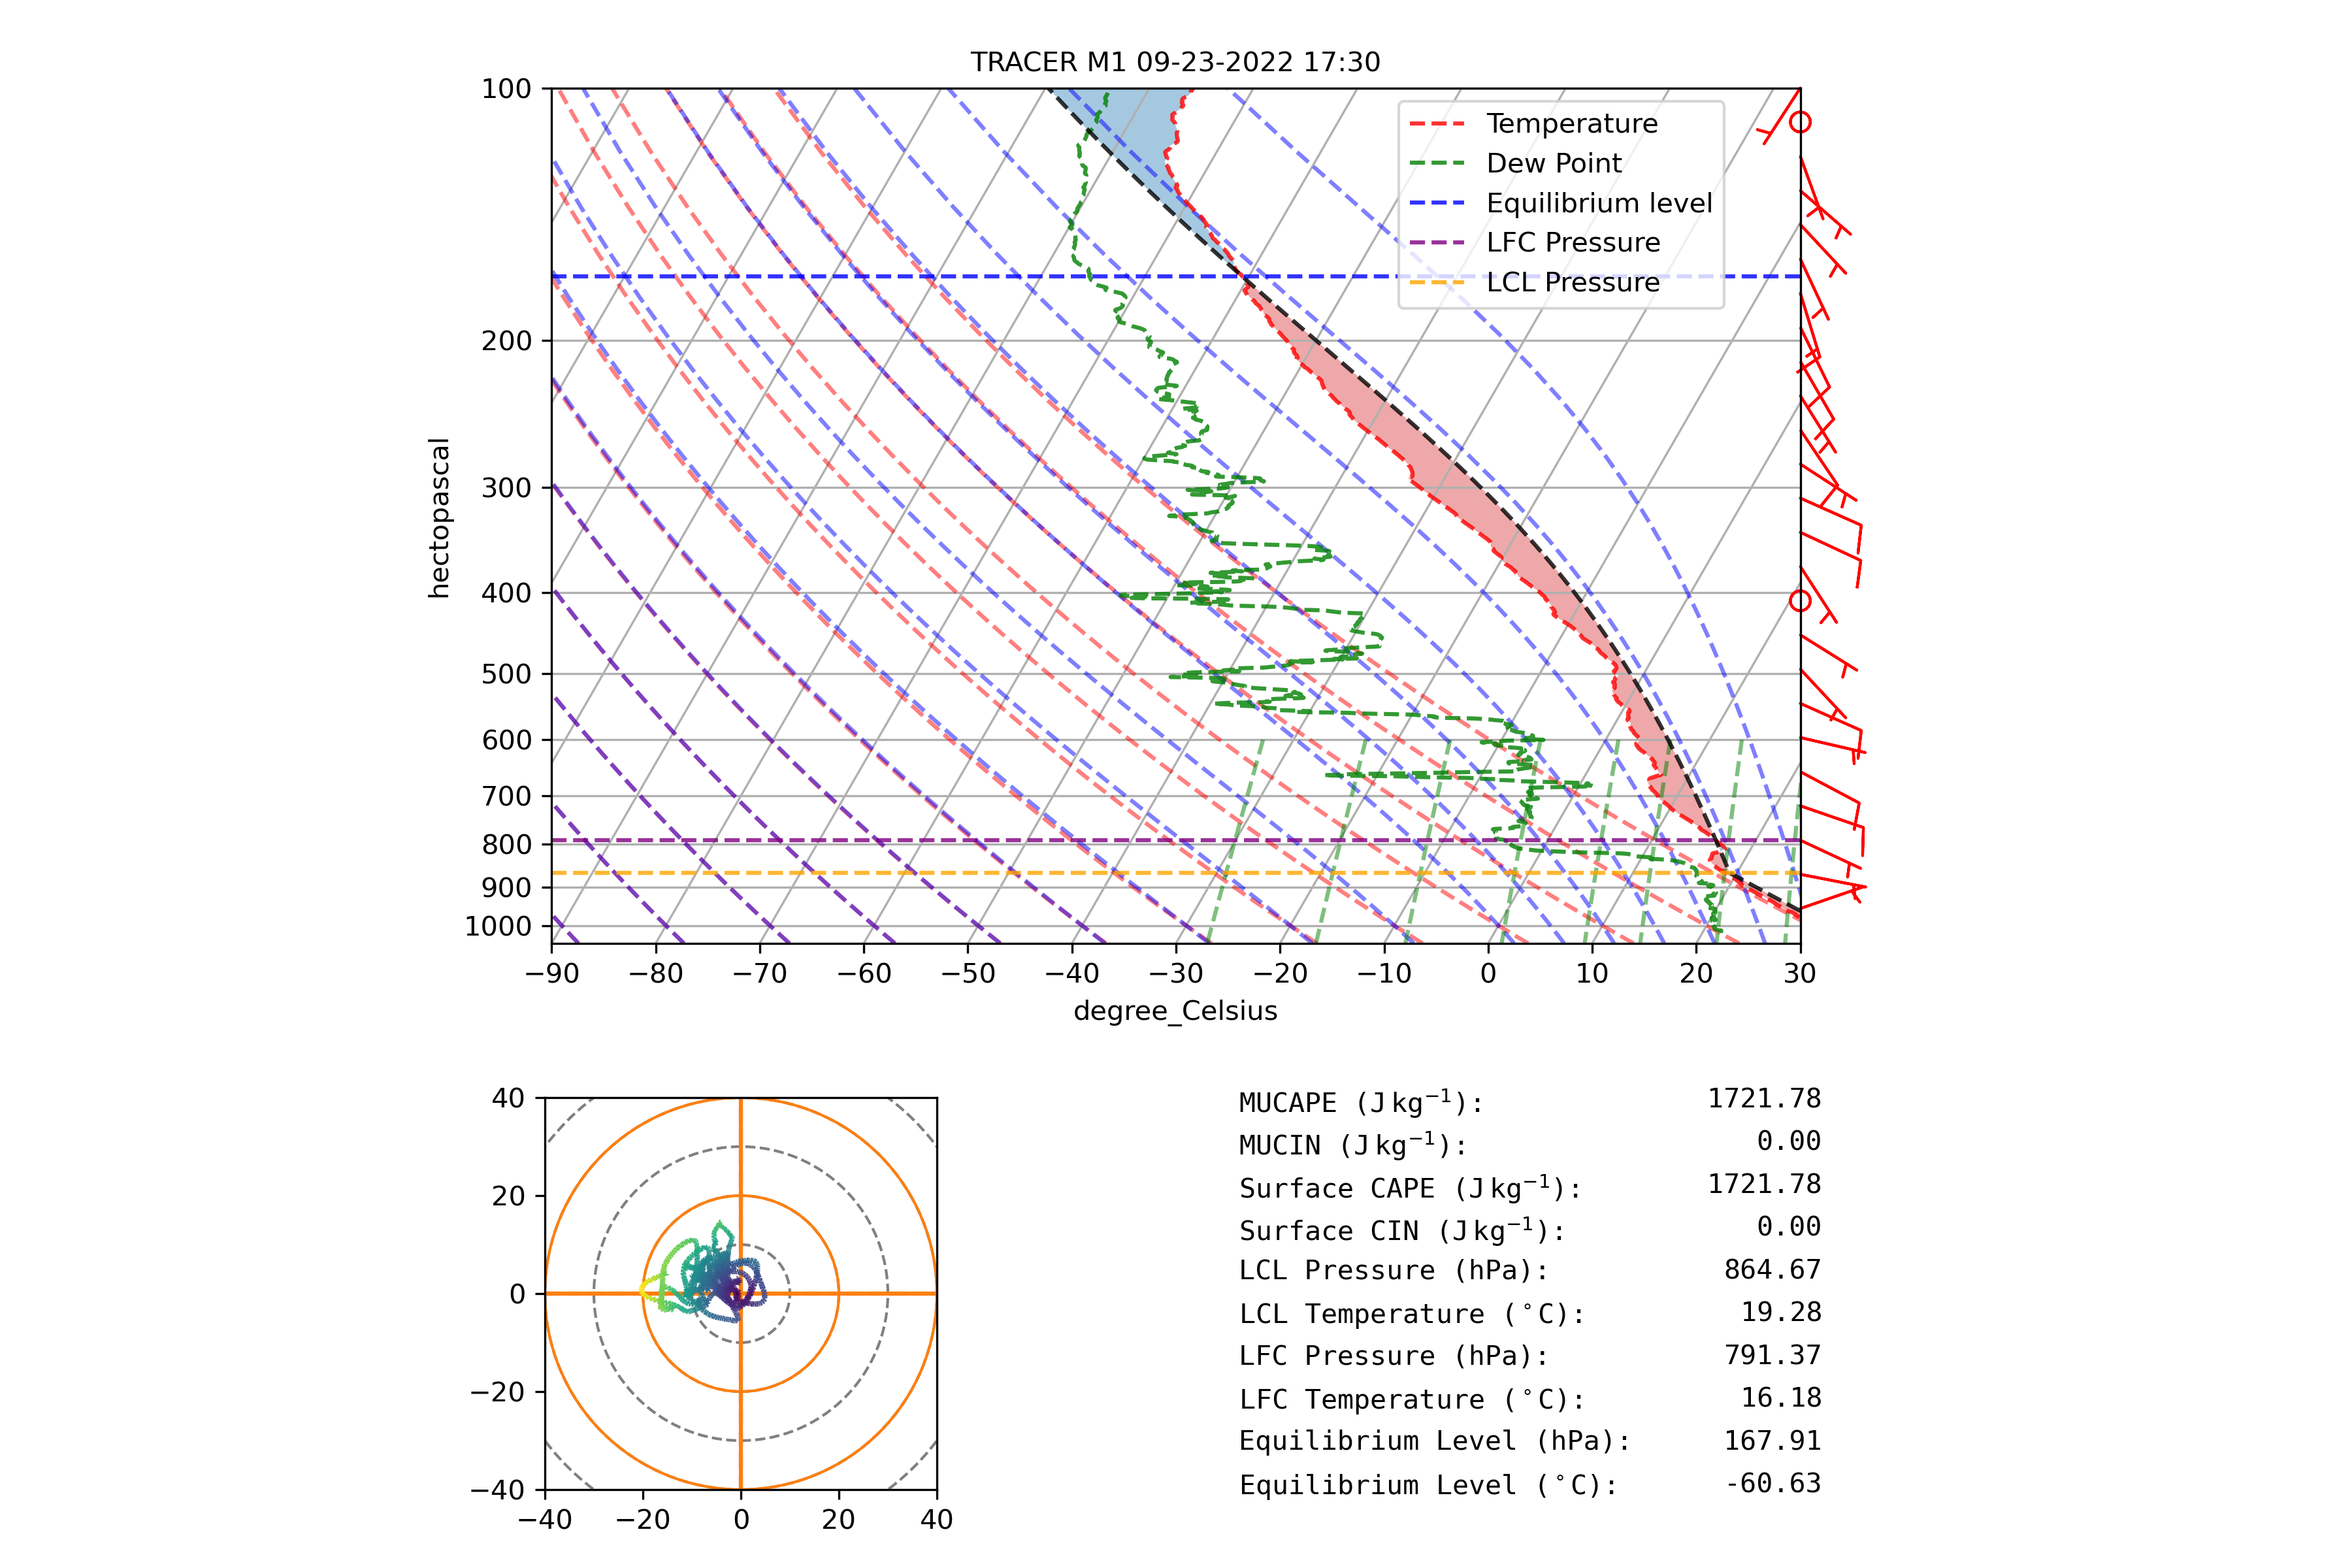 TRACER M1 09-23-2022 17:30
100
200
300
400
500
600
700
800
900
1000
hectopascal
Temperature
Dew Point
Equilibrium level
LFC Pressure
LCL Pressure
−90 −80 −70 −60 −50 −40 −30 −20 −10 0 10 20 30
degree_Celsius
40
20
0
−20
−40
−40 −20 0 20 40
MUCAPE (J kg⁻¹): 1721.78
MUCIN (J kg⁻¹): 0.00
Surface CAPE (J kg⁻¹): 1721.78
Surface CIN (J kg⁻¹): 0.00
LCL Pressure (hPa): 864.67
LCL Temperature (°C): 19.28
LFC Pressure (hPa): 791.37
LFC Temperature (°C): 16.18
Equilibrium Level (hPa): 167.91
Equilibrium Level (°C): -60.63